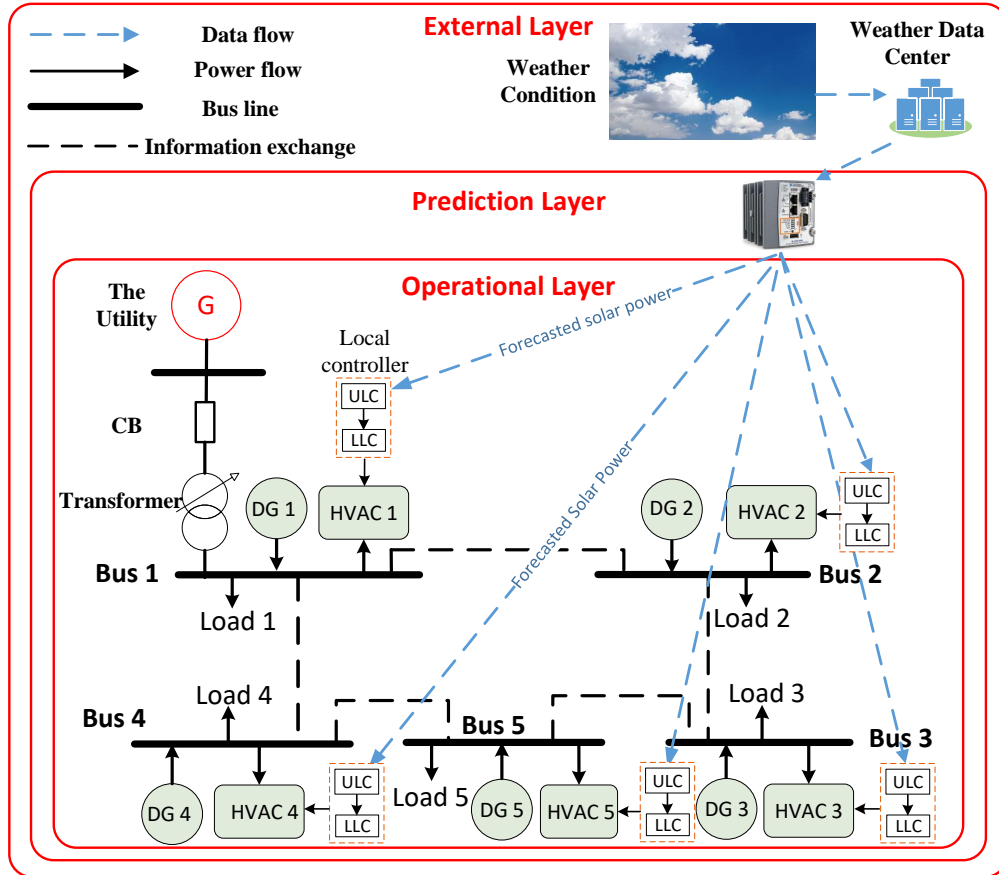 External Layer
Data flow
Power flow
Bus line
Information exchange
Weather
Condition
Weather Data
Center
Prediction Layer
Operational Layer
The
Utility
G
CB
Transformer
Local
controller
ULC
LLC
Forecasted solar power
Forecasted Solar Power
DG 1
HVAC 1
DG 2
HVAC 2
ULC
LLC
Bus 1
Bus 2
Load 1
Load 2
Load 4
Load 3
Bus 4
Bus 5
Bus 3
Load 5
DG 4
HVAC 4
ULC
LLC
DG 5
HVAC 5
ULC
LLC
DG 3
HVAC 3
ULC
LLC